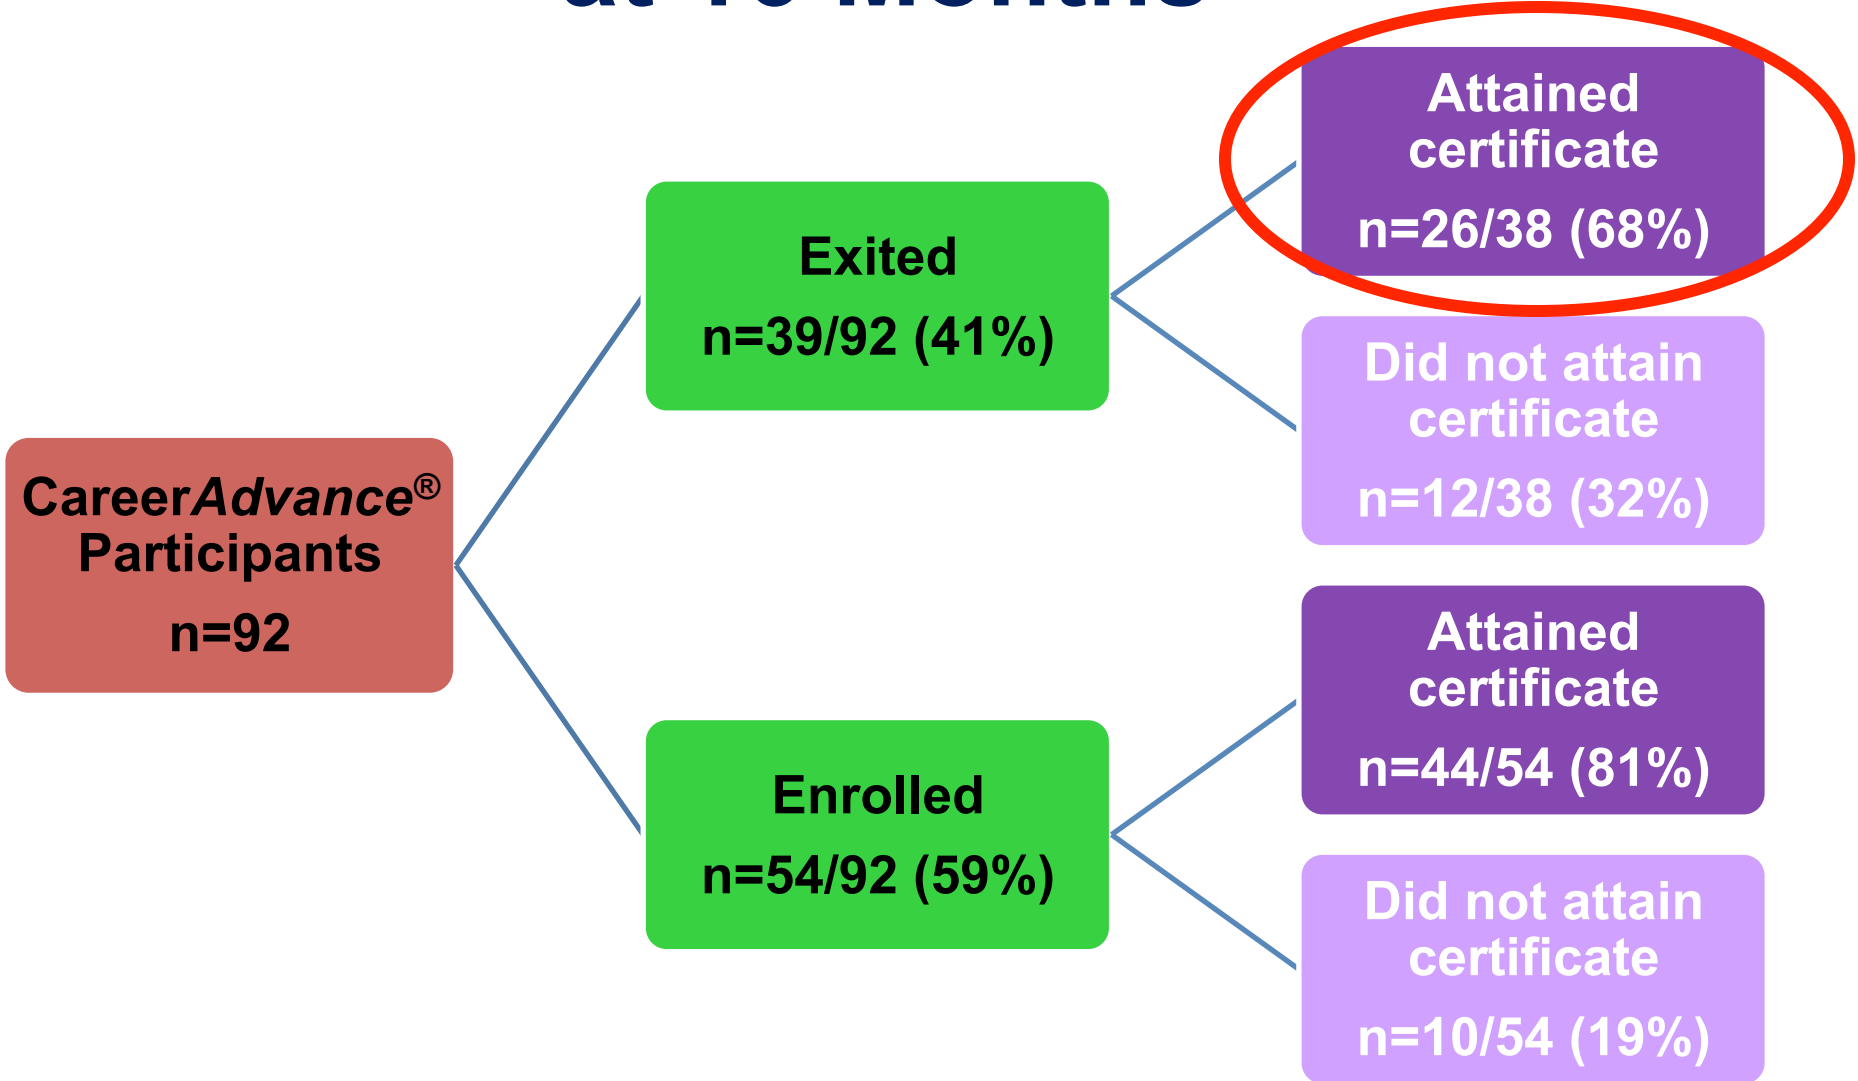 CareerAdvance®
Participants
n=92
Exited
n=39/92 (41%)
Enrolled
n=54/92 (59%)
Attained
certificate
n=26/38 (68%)
Did not attain
certificate
n=12/38 (32%)
Attained
certificate
n=44/54 (81%)
Did not attain
certificate
n=10/54 (19%)